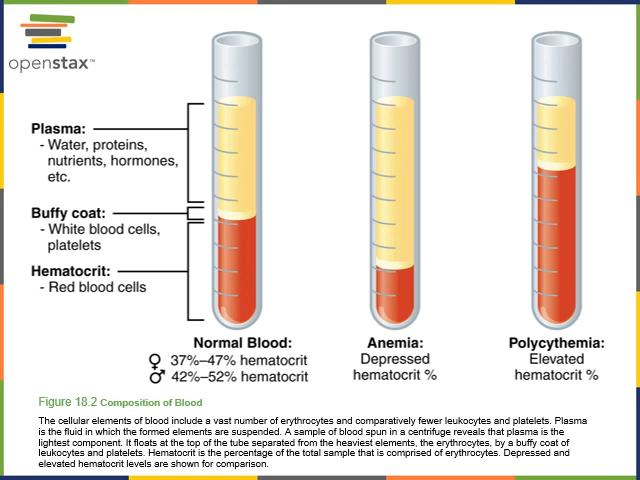 openstax™
Plasma:
- Water, proteins,
nutrients, hormones,
etc.
Buffy coat:
- White blood cells,
platelets
Hematocrit:
- Red blood cells
Normal Blood:
♀ 37%–47% hematocrit
♂ 42%–52% hematocrit
Anemia:
Depressed
hematocrit %
Polycythemia:
Elevated
hematocrit %
Figure 18.2 Composition of Blood
The cellular elements of blood include a vast number of erythrocytes and comparatively fewer leukocytes and platelets. Plasma
is the fluid in which the formed elements are suspended. A sample of blood spun in a centrifuge reveals that plasma is the
lightest component. It floats at the top of the tube separated from the heaviest elements, the erythrocytes, by a buffy coat of
leukocytes and platelets. Hematocrit is the percentage of the total sample that is comprised of erythrocytes. Depressed and
elevated hematocrit levels are shown for comparison.